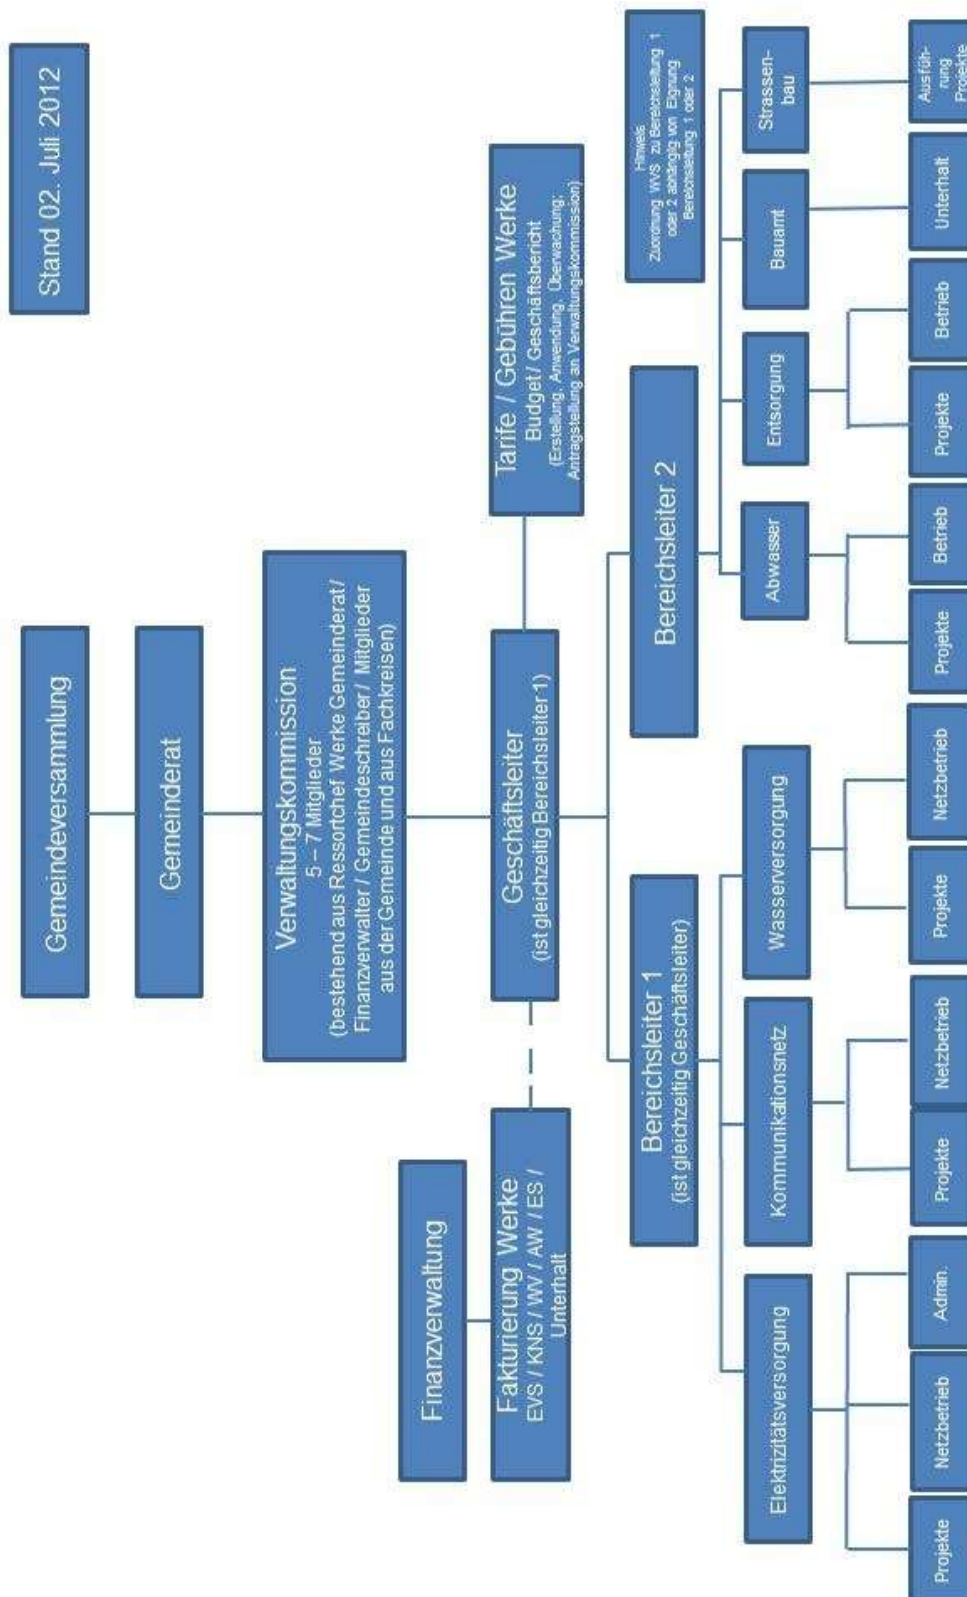 Stand 02. Juli 2012
Gemeindeversammlung
Gemeinderat
Verwaltungskommission
5 – 7 Mitglieder
(bestehend aus Ressortchef Werke Gemeinderat/
Finanzverwalter / Gemeindeschreiber / Mitglieder
aus der Gemeinde und aus Fachkreisen)
Finanzverwaltung
Fakturierung Werke
EVS / KNS / WV / AW / ES /
Unterhalt
Geschäftsleiter
(ist gleichzeitig Bereichsleiter 1)
Tarife / Gebühren Werke
Budget / Geschäftsbericht
(Erstellung, Anwendung, Überwachung;
Antragstellung an Verwaltungskommission)
Bereichsleiter 1
(ist gleichzeitig Geschäftsleiter)
Bereichsleiter 2
Hinweis
Zuordnung WVS zu Bereichsleitung 1
oder 2 abhängig von Eignung
Bereichsleitung 1 oder 2
Elektrizitätsversorgung
Kommunikationsnetz
Wasserversorgung
Abwasser
Entsorgung
Bauamt
Strassen-
bau
Projekte
Netzbetrieb
Admin.
Projekte
Netzbetrieb
Projekte
Netzbetrieb
Projekte
Betrieb
Projekte
Betrieb
Unterhalt
Ausfüh-
rung
Projekte